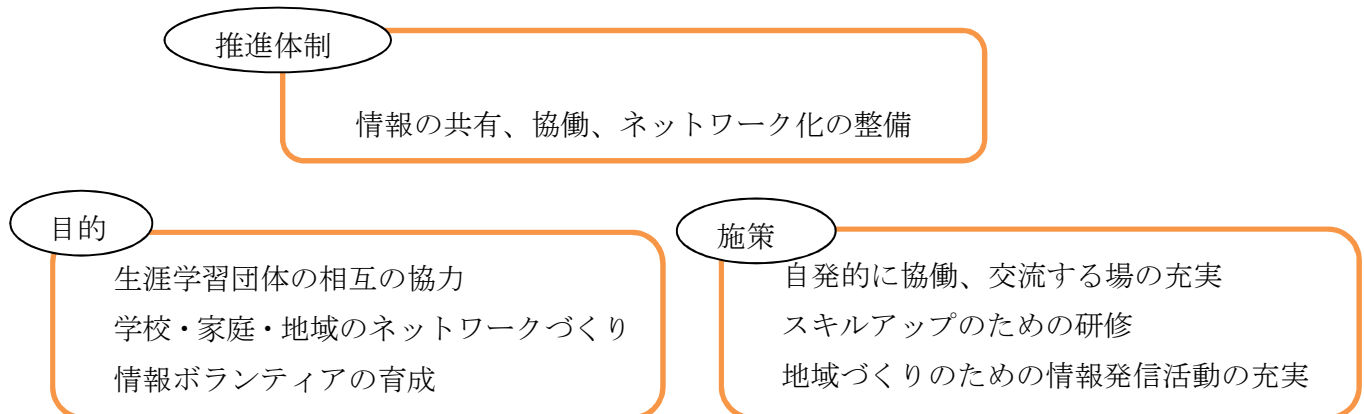 推進体制
情報の共有、協働、ネットワーク化の整備
目的
生涯学習団体の相互の協力
学校・家庭・地域のネットワークづくり
情報ボランティアの育成
施策
自発的に協働、交流する場の充実
スキルアップのための研修
地域づくりのための情報発信活動の充実